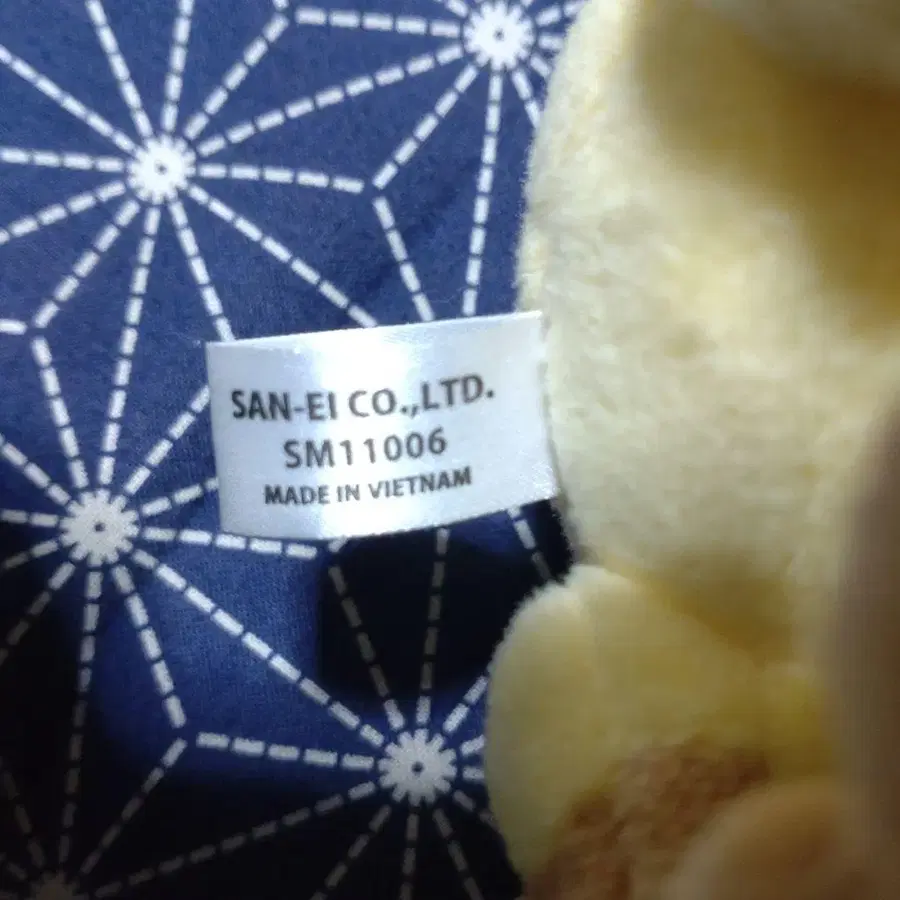 SAN-EI CO.,LTD.
SM11006
MADE IN VIETNAM